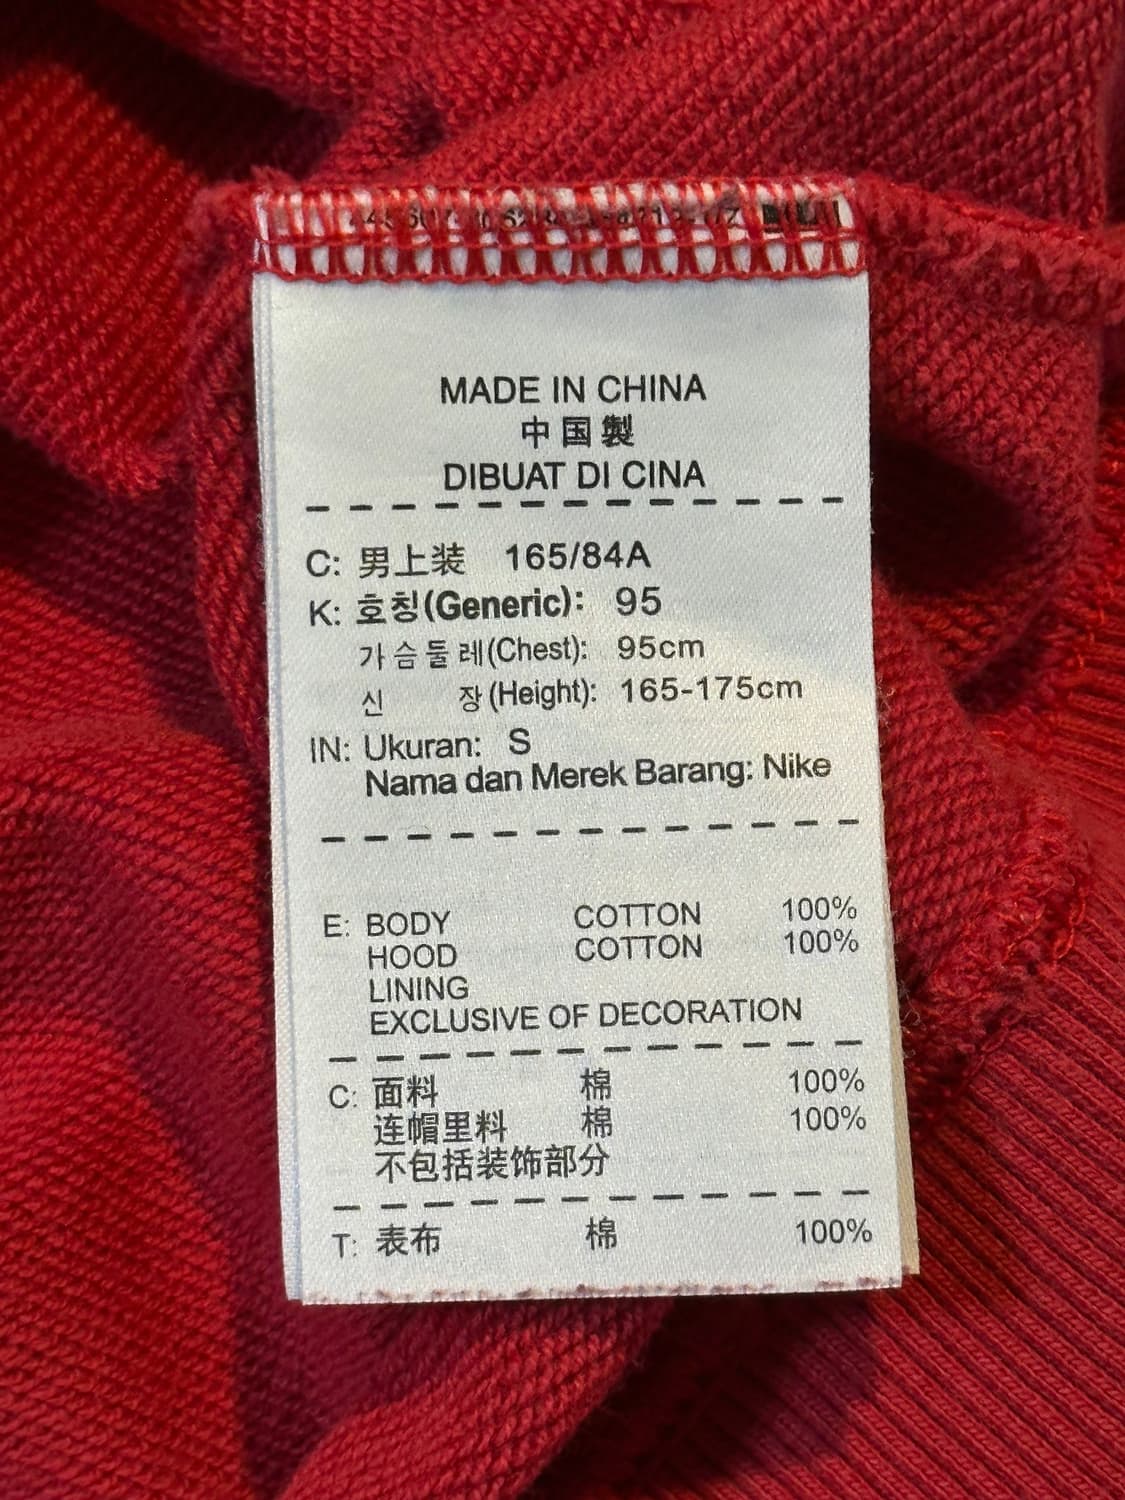 MADE IN CHINA
中国製
DIBUAT DI CINA
C: 男上装 165/84A
K: 호칭(Generic): 95
가슴둘레(Chest): 95cm
신 장(Height): 165-175cm
IN: Ukuran: S
Nama dan Merek Barang: Nike
E: BODY COTTON 100%
HOOD COTTON 100%
LINING
EXCLUSIVE OF DECORATION
C: 面料 棉 100%
连帽里料 棉 100%
不包括装饰部分
T: 表布 棉 100%